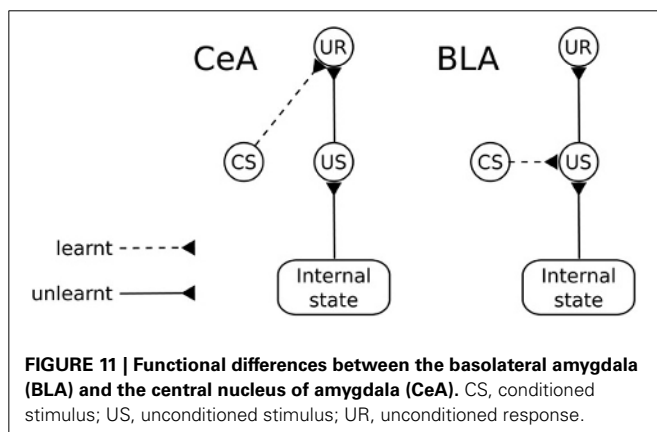 CeA
UR
BLA
UR
CS
US
CS
US
learnt
unlearnt
Internal
state
Internal
state
FIGURE 11 | Functional differences between the basolateral amygdala
(BLA) and the central nucleus of amygdala (CeA). CS, conditioned
stimulus; US, unconditioned stimulus; UR, unconditioned response.